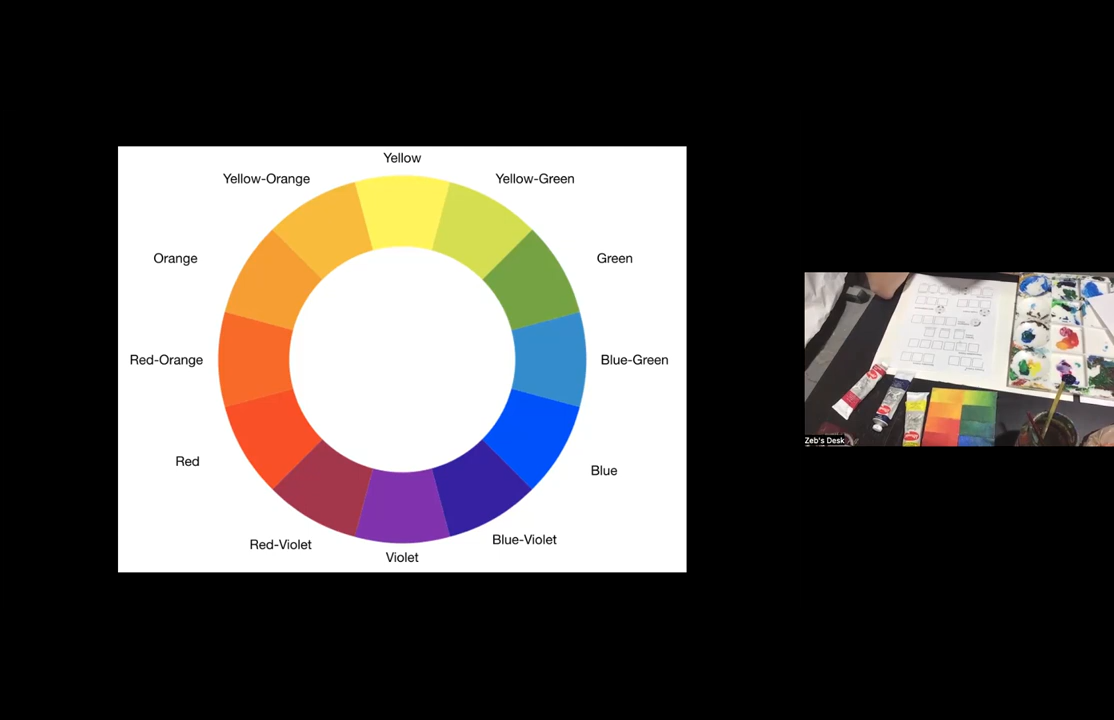 Yellow
Yellow-Orange
Yellow-Green
Orange
Green
Red-Orange
Blue-Green
Red
Blue
Red-Violet
Blue-Violet
Violet
Zeb's Desk